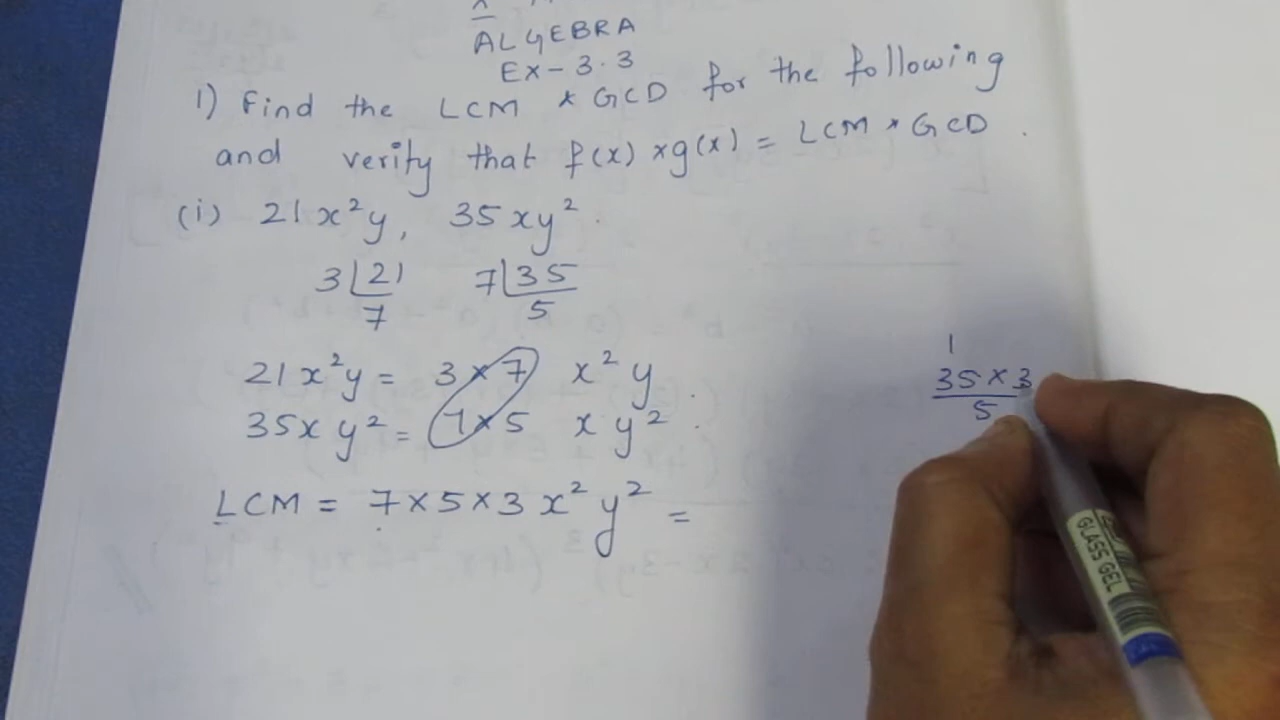 ALGEBRA
EX-3.3
1) Find the LCM * GCD for the following
and verify that f(x) x g(x) = LCM * GCD.
(i) 21x²y, 35xy².
3 21 7 35
7 5
21x²y = 3×7 x²y
35xy² = 7×5 xy².
LCM = 7×5×3 x²y² =
1
35×3
5
GLASS GEL